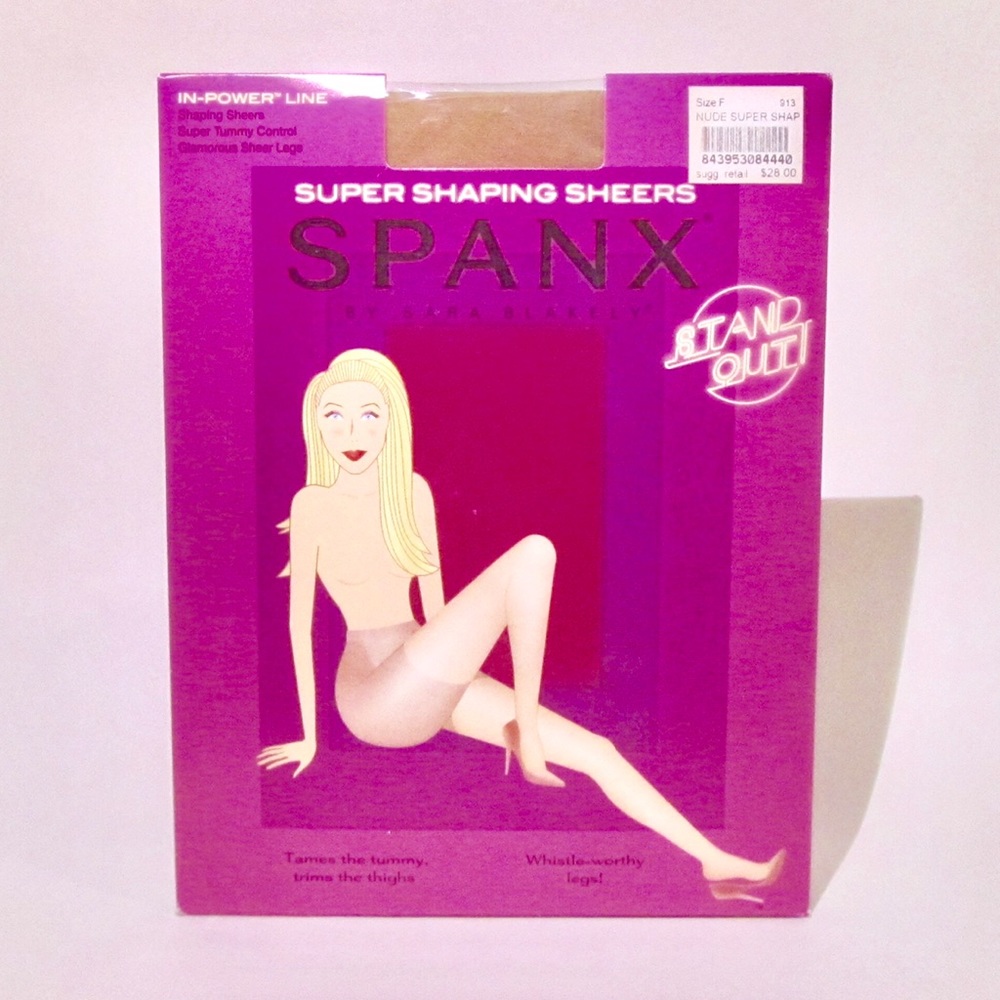 IN-POWER™ LINE
Shaping Sheers
Super Tummy Control
Glamorous Sheer Legs
Size F 913
NUDE SUPER SHAP
843953084440
sugg. retail $28.00
SUPER SHAPING SHEERS
SPANX®
BY SARA BLAKELY®
STAND
OUT!
Tames the tummy,
trims the thighs
Whistle-worthy
legs!